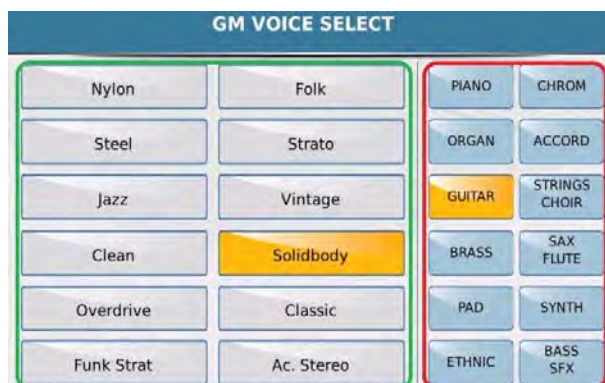 GM VOICE SELECT
Nylon
Folk
PIANO
CHROM
Steel
Strato
ORGAN
ACCORD
Jazz
Vintage
GUITAR
STRINGS
CHOIR
Clean
Solidbody
BRASS
SAX
FLUTE
Overdrive
Classic
PAD
SYNTH
Funk Strat
Ac. Stereo
ETHNIC
BASS
SFX